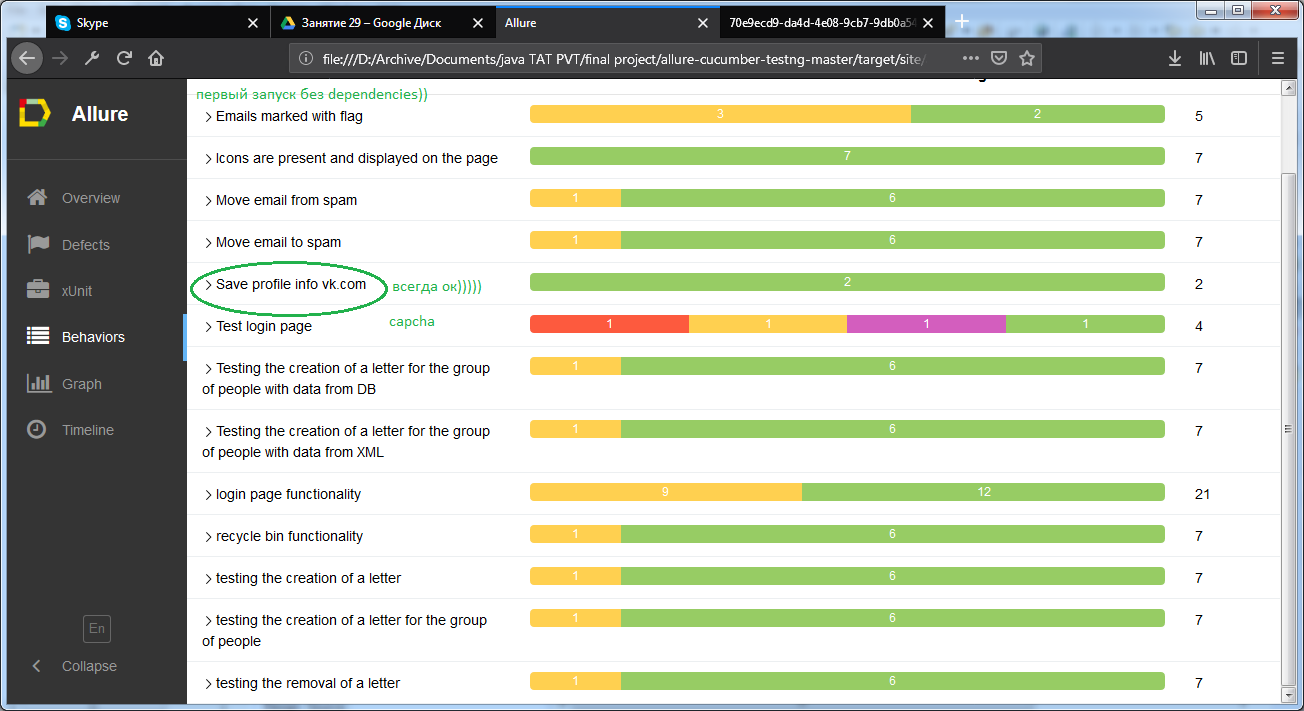 Skype
Занятие 29 – Google Диск
Allure
70e9ecd9-da4d-4e08-9cb7-9db0a54
file:///D:/Archive/Documents/java TAT PVT/final project/allure-cucumber-testng-master/target/site/
Allure
Overview
Defects
xUnit
Behaviors
Graph
Timeline
En
Collapse
первый запуск без dependencies))
Emails marked with flag 3 2 5
Icons are present and displayed on the page 7 7
Move email from spam 1 6 7
Move email to spam 1 6 7
Save profile info vk.com всегда ок))))) 2 2
capcha
Test login page 1 1 1 1 4
Testing the creation of a letter for the group 1 6 7
of people with data from DB
Testing the creation of a letter for the group 1 6 7
of people with data from XML
login page functionality 9 12 21
recycle bin functionality 1 6 7
testing the creation of a letter 1 6 7
testing the creation of a letter for the group 1 6 7
of people
testing the removal of a letter 1 6 7